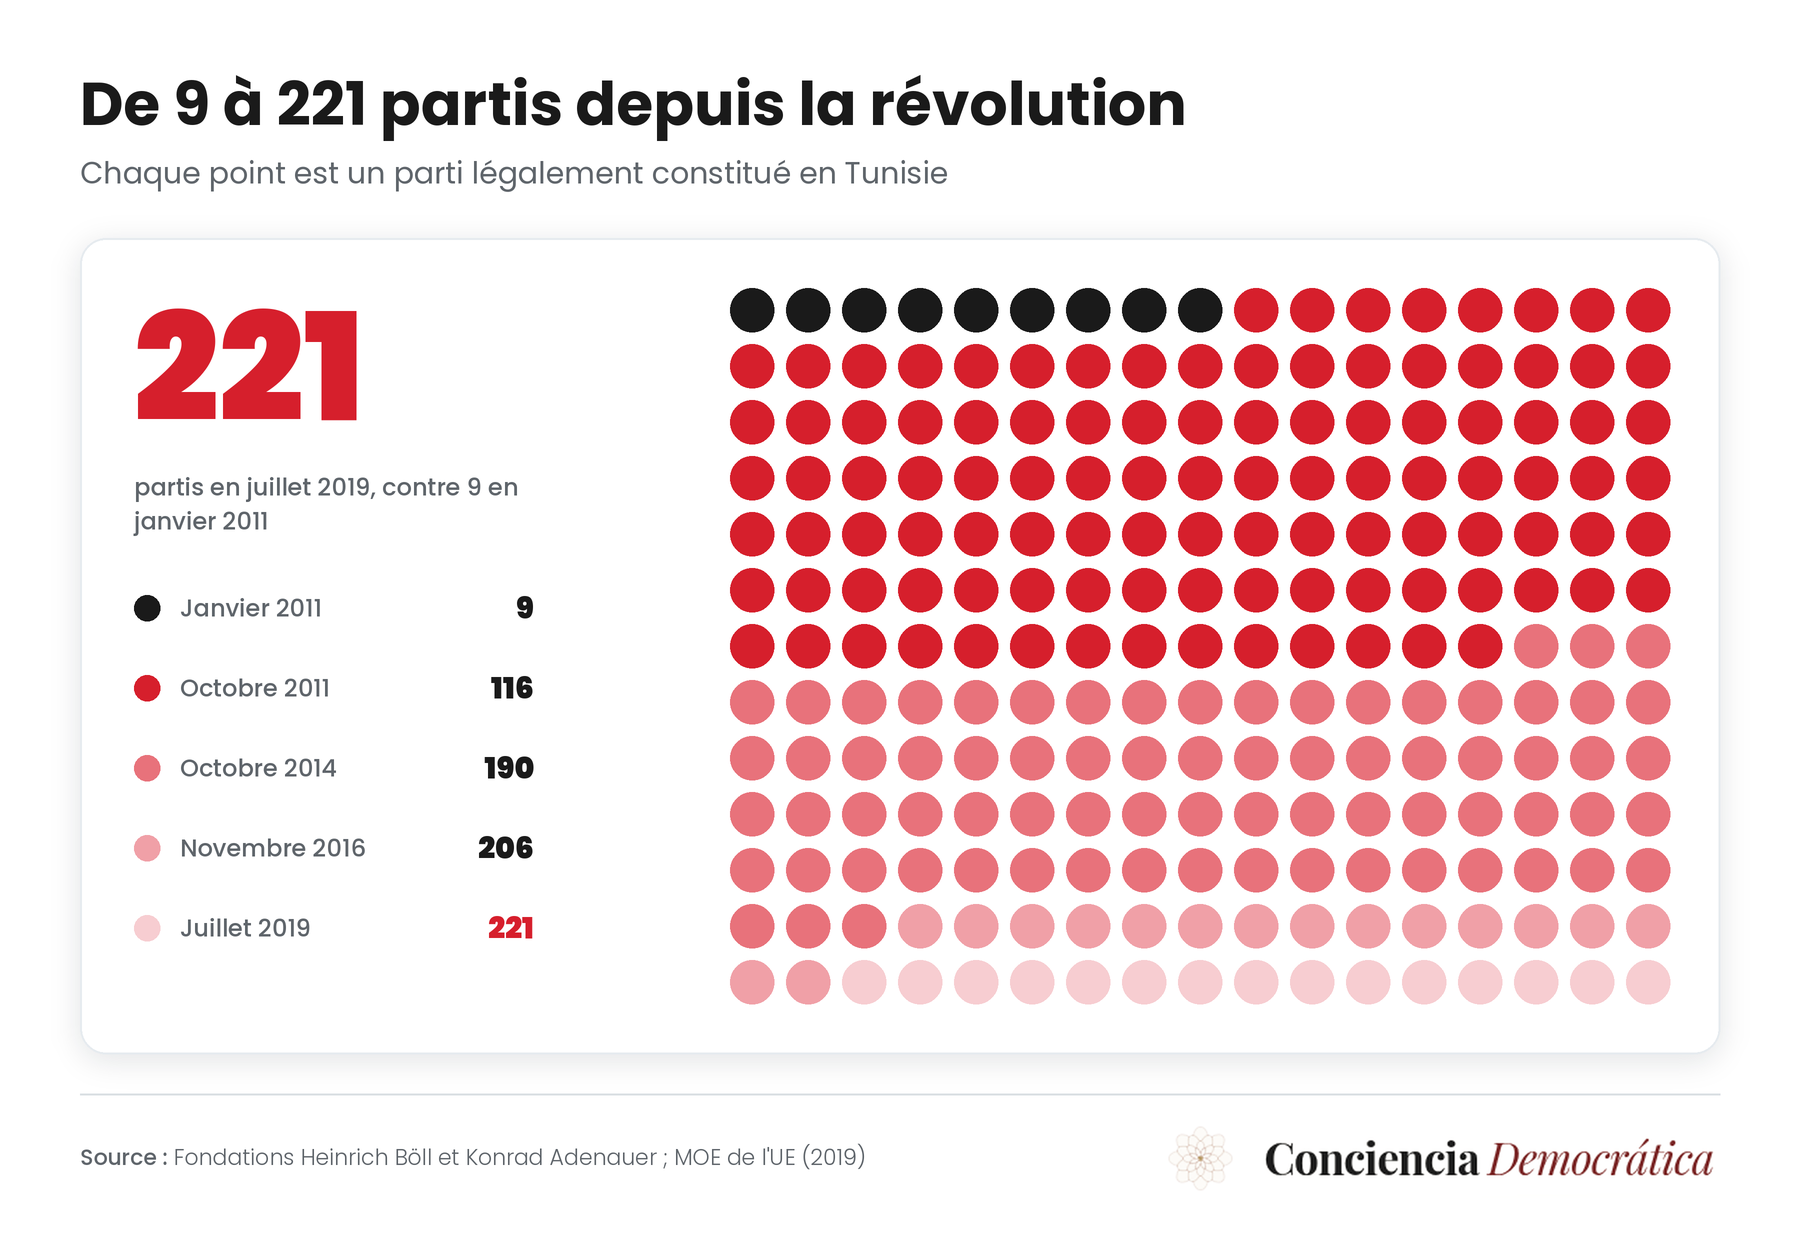 De 9 à 221 partis depuis la révolution
Chaque point est un parti légalement constitué en Tunisie
221
partis en juillet 2019, contre 9 en
janvier 2011
Janvier 2011 9
Octobre 2011 116
Octobre 2014 190
Novembre 2016 206
Juillet 2019 221
Source : Fondations Heinrich Böll et Konrad Adenauer ; MOE de l'UE (2019)
Conciencia Democrática